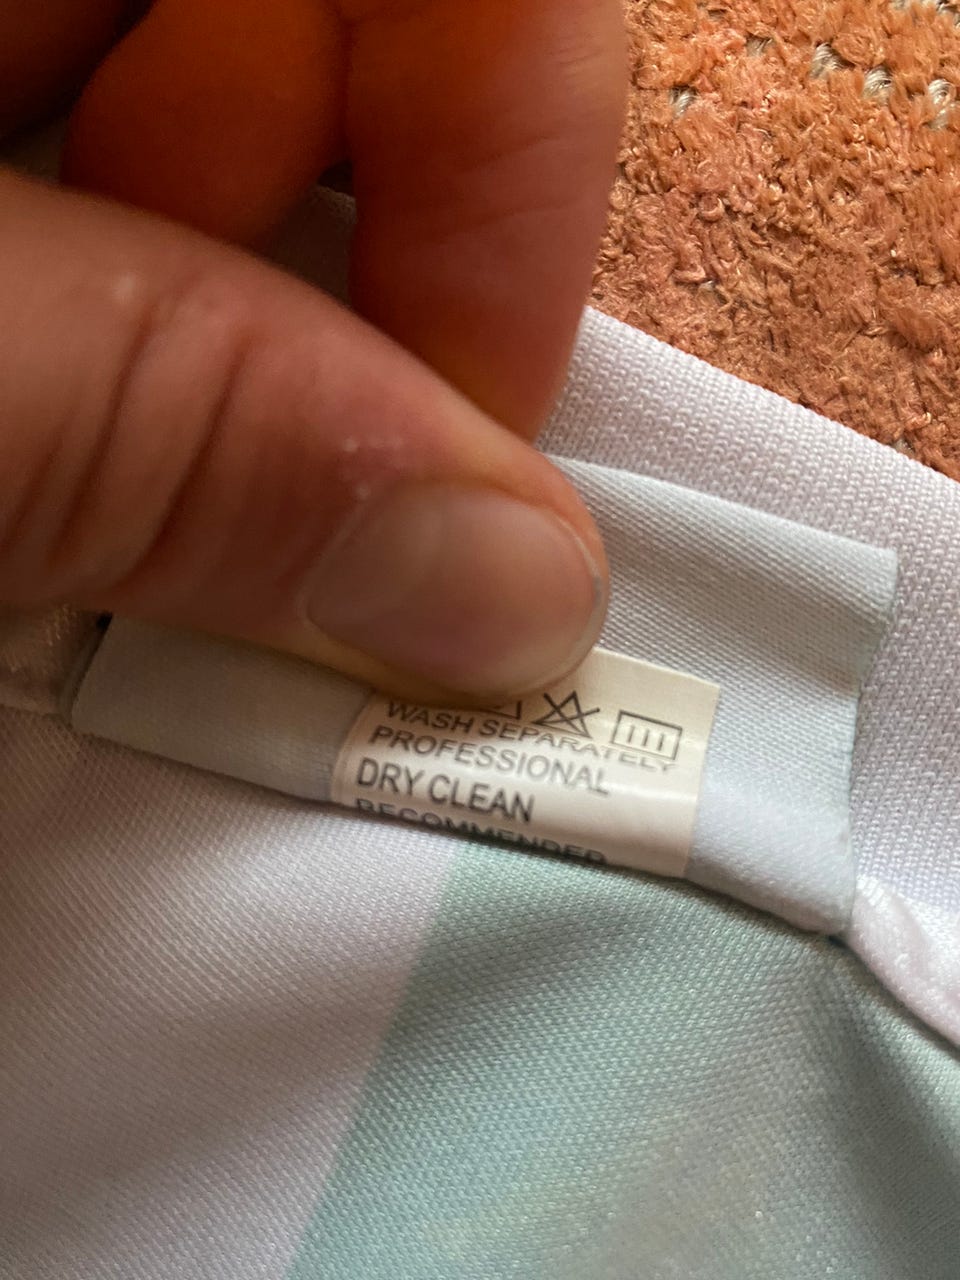 WASH SEPARATELY
PROFESSIONAL
DRY CLEAN
RECOMMENDED